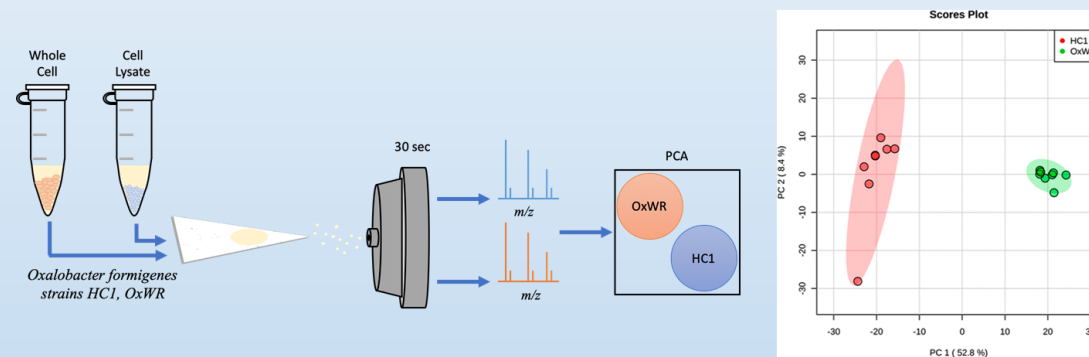 Whole
Cell
Cell
Lysate
30 sec
m/z
m/z
PCA
OxWR
HC1
Oxalobacter formigenes
strains HC1, OxWR
Scores Plot
HC1
OxW
PC 2 ( 8.4 %)
30
20
10
0
-10
-20
-30
-30
-20
-10
0
10
20
3
PC 1 ( 52.8 %)